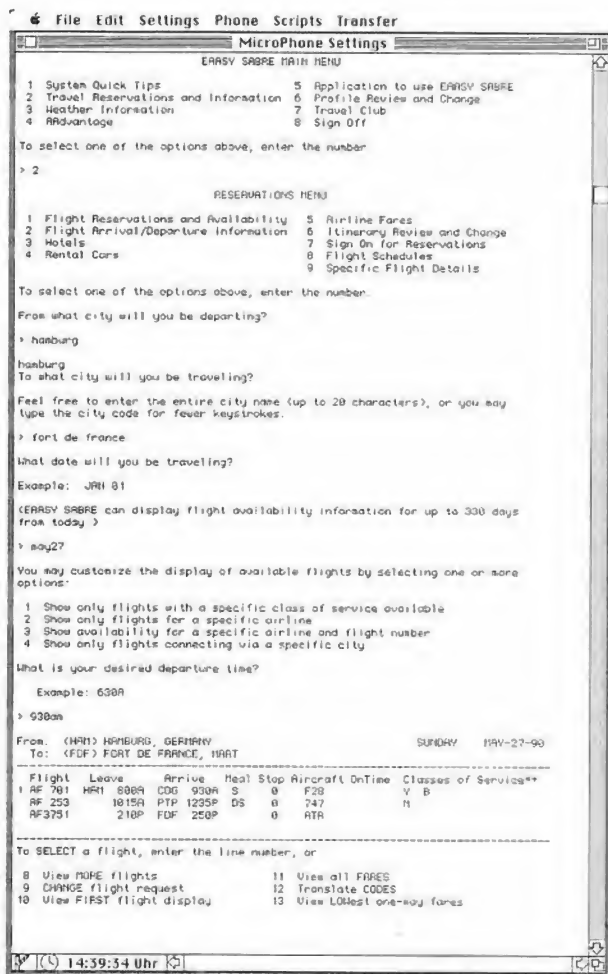 File Edit Settings Phone Scripts Transfer
MicroPhone Settings
EAASY SABRE MAIN MENU
1 System Quick Tips 5 Application to use EAASY SABRE
2 Travel Reservations and Information 6 Profile Review and Change
3 Weather Information 7 Travel Club
4 AAdvantage 8 Sign Off
To select one of the options above, enter the number
> 2
RESERVATIONS MENU
1 Flight Reservations and Availability 5 Airline Fares
2 Flight Arrival/Departure Information 6 Itinerary Review and Change
3 Hotels 7 Sign On for Reservations
4 Rental Cars 8 Flight Schedules
9 Specific Flight Details
To select one of the options above, enter the number.
From what city will you be departing?
> hamburg
hamburg
To what city will you be traveling?
Feel free to enter the entire city name (up to 20 characters), or you may
type the city code for fewer keystrokes.
> fort de france
What date will you be traveling?
Example: JAN 01
(EAASY SABRE can display flight availability information for up to 330 days
from today )
> may27
You may customize the display of available flights by selecting one or more
options:
1 Show only flights with a specific class of service available
2 Show only flights for a specific airline
3 Show availability for a specific airline and flight number
4 Show only flights connecting via a specific city
What is your desired departure time?
Example: 630A
> 930am
From: (HAM) HAMBURG, GERMANY SUNDAY MAY-27-90
To: (FDF) FORT DE FRANCE, MART
Flight Leave Arrive Meal Stop Aircraft OnTime Classes of Service**
1 AF 701 HAM 800A CDG 930A S 0 F28 Y B
AF 253 1015A PTP 1235P DS 0 747 M
AF3751 210P FDF 250P 0 ATR
To SELECT a flight, enter the line number, or
8 View MORE flights 11 View all FARES
9 CHANGE flight request 12 Translate CODES
10 View FIRST flight display 13 View LOWest one-way fares
14:39:34 Uhr